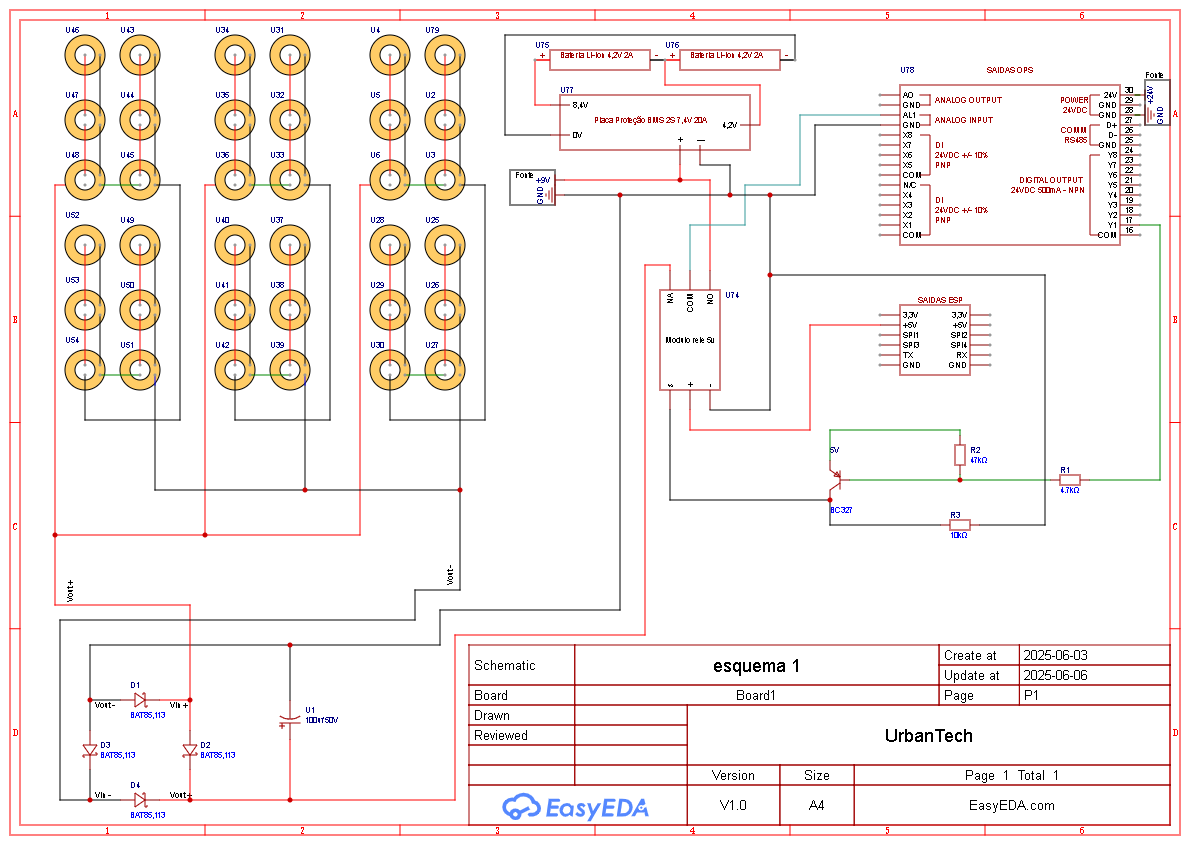 1 2 3 4 5 6
U46 U43 U34 U31 U4 U79
U47 U44 U35 U32 U5 U2
U48 U45 U36 U33 U6 U3
U52 U49 U40 U37 U28 U25
U53 U50 U41 U38 U29 U26
U54 U51 U42 U39 U30 U27
A
B
C
D
U75
+ Bateria Li-Ion 4,2V 2A -
U76
+ Bateria Li-Ion 4,2V 2A -
U77
8,4V
Placa Proteção BMS 2S 7,4V 20A
4,2V
0V
+ —
Fonte
+9V
GND
U78
SAIDAS OPS
AO
GND
ANALOG OUTPUT
AL1
GND
ANALOG INPUT
X8
X7
X6
X5
COM
DI
24VDC +/- 10%
PNP
N/C
X4
X3
X2
X1
COM
DI
24VDC +/- 10%
PNP
POWER
24VDC
24V 30
GND 29
GND 28
COMM
RS485
D+ 27
D- 26
GND 25
DIGITAL OUTPUT
24VDC 500mA - NPN
Y8 24
Y7 23
Y6 22
Y5 21
Y4 20
Y3 19
Y2 18
Y1 17
COM 16
Fonte
+24V
GND
U74
NA
COM
NO
Modulo rele 5v
s
+
-
SAIDAS ESP
3,3V 3,3V
+5V +5V
SPI1 SPI2
SPI3 SPI4
TX RX
GND GND
5V
BC327
R2
47kΩ
R1
4.7kΩ
R3
10kΩ
Vout+
Vout-
D1
BAT85,113
Vout- Vin+
D3
BAT85,113
D2
BAT85,113
D4
BAT85,113
Vin - Vout+
U1
100nf50V
Schematic
esquema 1
Create at 2025-06-03
Update at 2025-06-06
Board Board1
Page P1
Drawn
Reviewed
UrbanTech
Version Size Page 1 Total 1
EasyEDA
V1.0 A4 EasyEDA.com
A
B
C
D
1 2 3 4 5 6